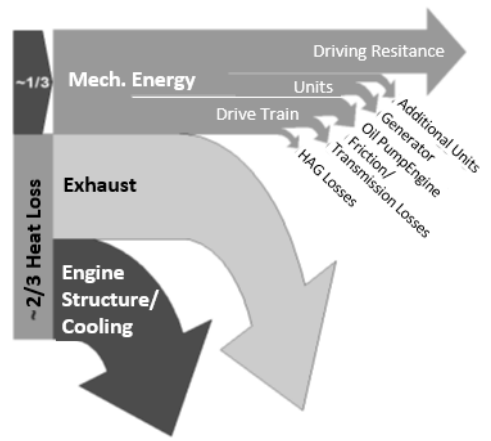 Driving Resitance
~1/3
Mech. Energy
Units
Drive Train
Additional Units
Generator
Oil PumpEngine
Friction/
Transmission Losses
HAG Losses
Exhaust
~2/3 Heat Loss
Engine
Structure/
Cooling